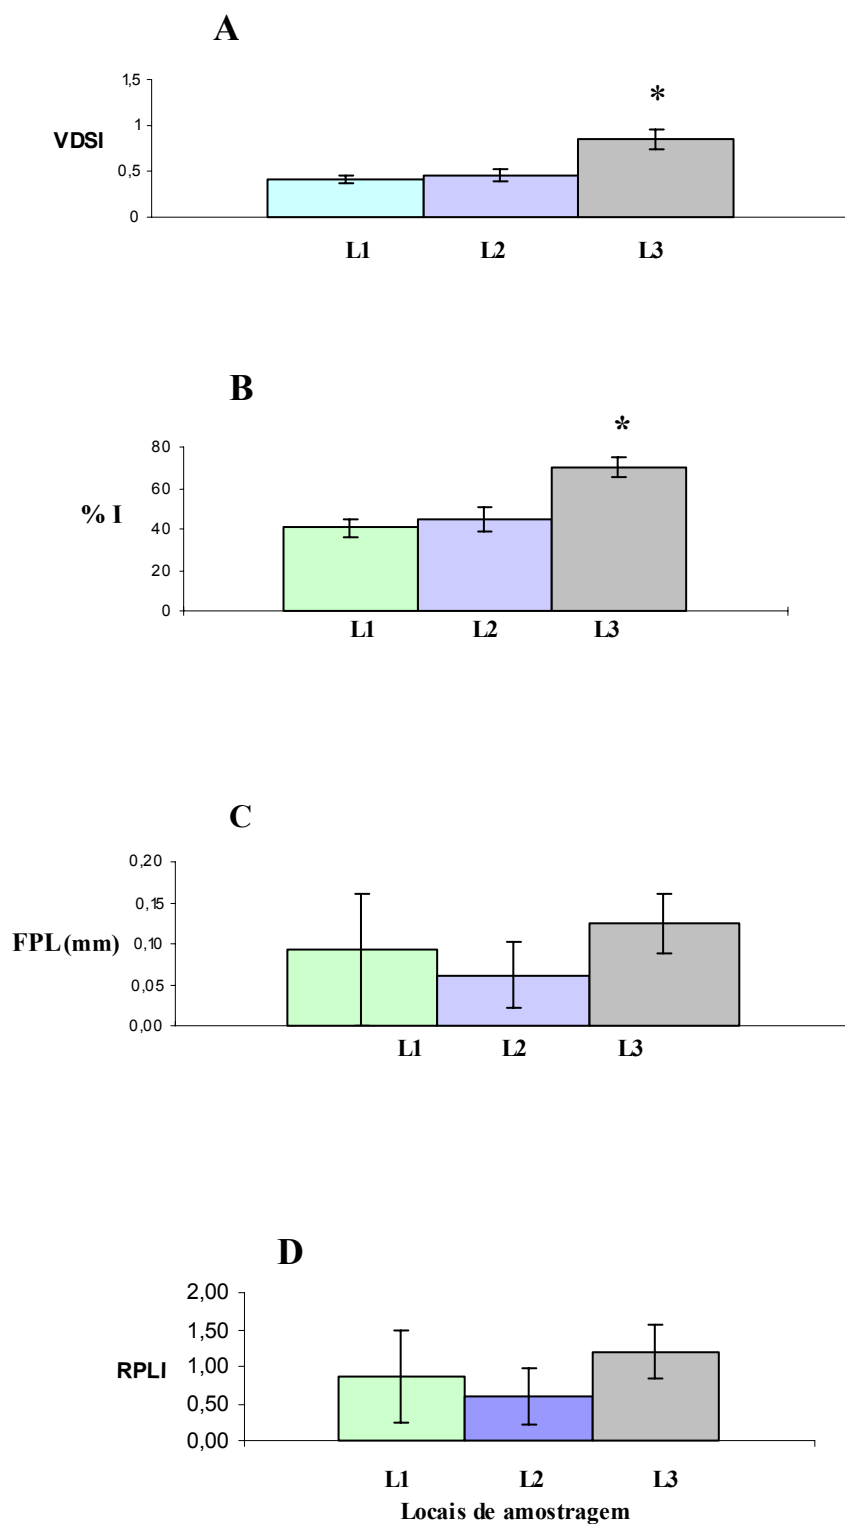 A
1,5
1
VDSI
0,5
0
*
L1 L2 L3
B
80
60
% I
40
20
0
*
L1 L2 L3
C
0,20
0,15
FPL (mm)
0,10
0,05
0,00
L1 L2 L3
D
2,00
1,50
RPLI
1,00
0,50
0,00
L1 L2 L3
Locais de amostragem